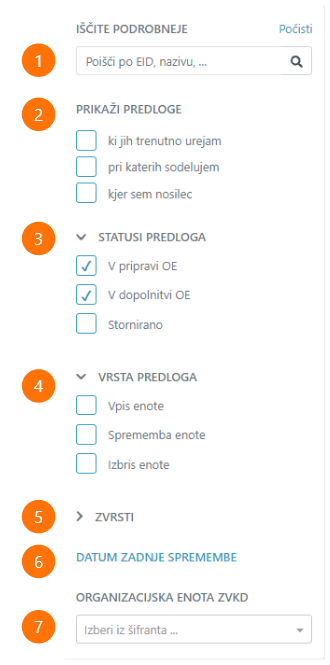 IŠČITE PODROBNEJE Počisti
1 Poišči po EID, nazivu, ...
2 PRIKAŽI PREDLOGE
ki jih trenutno urejam
pri katerih sodelujem
kjer sem nosilec
3 STATUSI PREDLOGA
V pripravi OE
V dopolnitvi OE
Stornirano
4 VRSTA PREDLOGA
Vpis enote
Sprememba enote
Izbris enote
5 ZVRSTI
6 DATUM ZADNJE SPREMEMBE
ORGANIZACIJSKA ENOTA ZVKD
7 Izberi iz šifranta ...